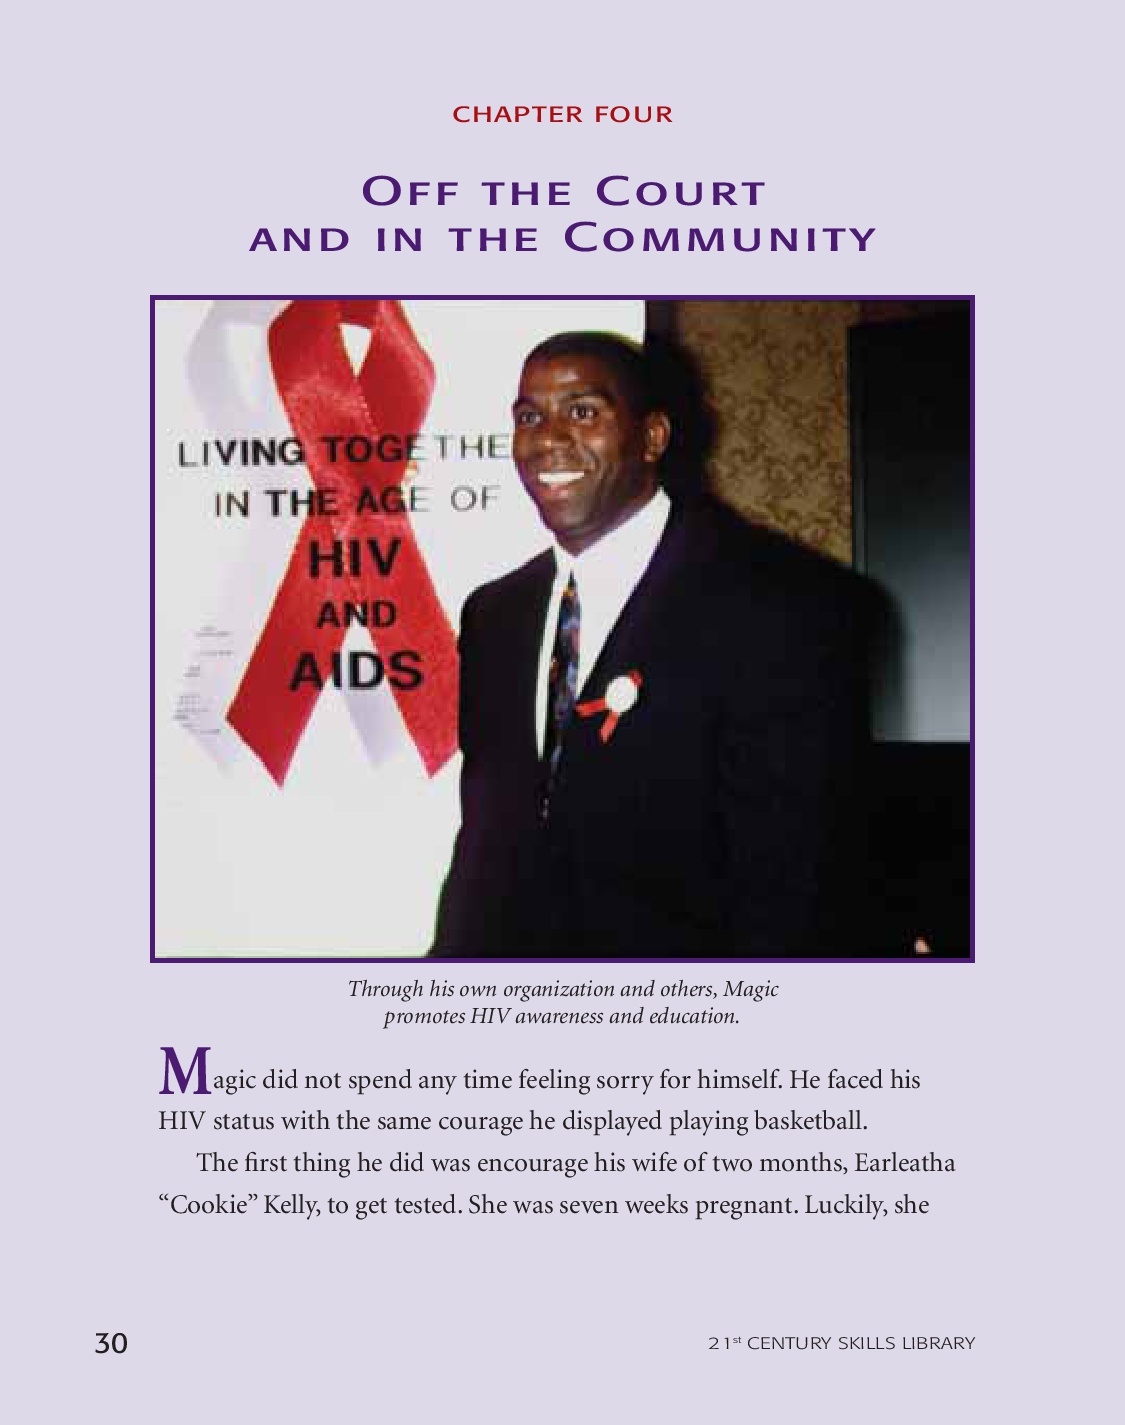 CHAPTER FOUR
OFF THE COURT
AND IN THE COMMUNITY
LIVING TOGETHE
IN THE AGE OF
HIV
AND
AIDS
Through his own organization and others, Magic
promotes HIV awareness and education.
Magic did not spend any time feeling sorry for himself. He faced his
HIV status with the same courage he displayed playing basketball.
The first thing he did was encourage his wife of two months, Earleatha
“Cookie” Kelly, to get tested. She was seven weeks pregnant. Luckily, she
30
21st CENTURY SKILLS LIBRARY